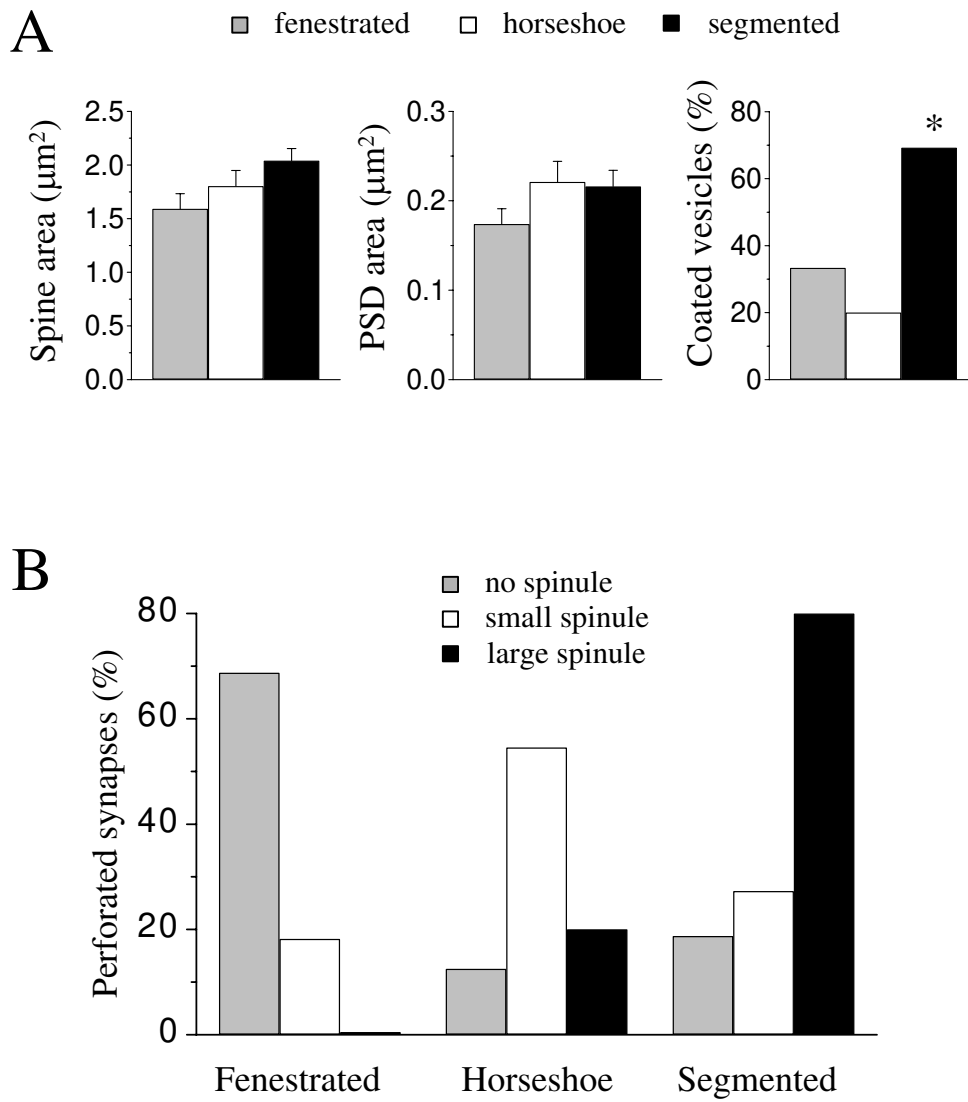 A
fenestrated horseshoe segmented
Spine area (μm²)
2.5
2.0
1.5
1.0
0.5
0.0
PSD area (μm²)
0.3
0.2
0.1
0.0
Coated vesicles (%)
80
60
40
20
0
*
B
no spinule
small spinule
large spinule
Perforated synapses (%)
80
60
40
20
0
Fenestrated Horseshoe Segmented